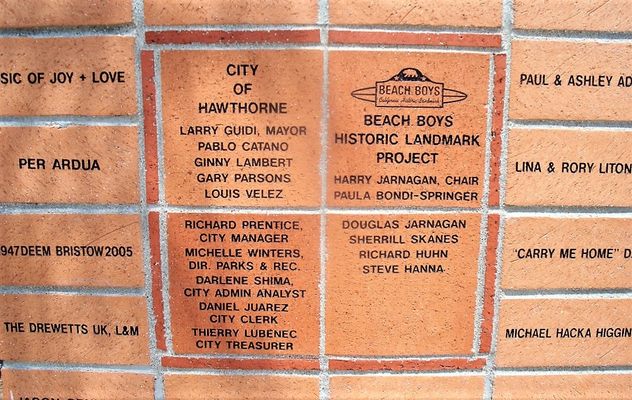 SIC OF JOY + LOVE
PER ARDUA
1947DEEM BRISTOW2005
THE DREWETTS UK, L&M
CITY
OF
HAWTHORNE
LARRY GUIDI, MAYOR
PABLO CATANO
GINNY LAMBERT
GARY PARSONS
LOUIS VELEZ
RICHARD PRENTICE,
CITY MANAGER
MICHELLE WINTERS,
DIR. PARKS & REC.
DARLENE SHIMA,
CITY ADMIN ANALYST
DANIEL JUAREZ
CITY CLERK
THIERRY LUBENEC
CITY TREASURER
BEACH BOYS
California Historic Landmark
BEACH BOYS
HISTORIC LANDMARK
PROJECT
HARRY JARNAGAN, CHAIR
PAULA BONDI-SPRINGER
DOUGLAS JARNAGAN
SHERRILL SKANES
RICHARD HUHN
STEVE HANNA
PAUL & ASHLEY AD
LINA & RORY LITON
"CARRY ME HOME" D.
MICHAEL HACKA HIGGIN